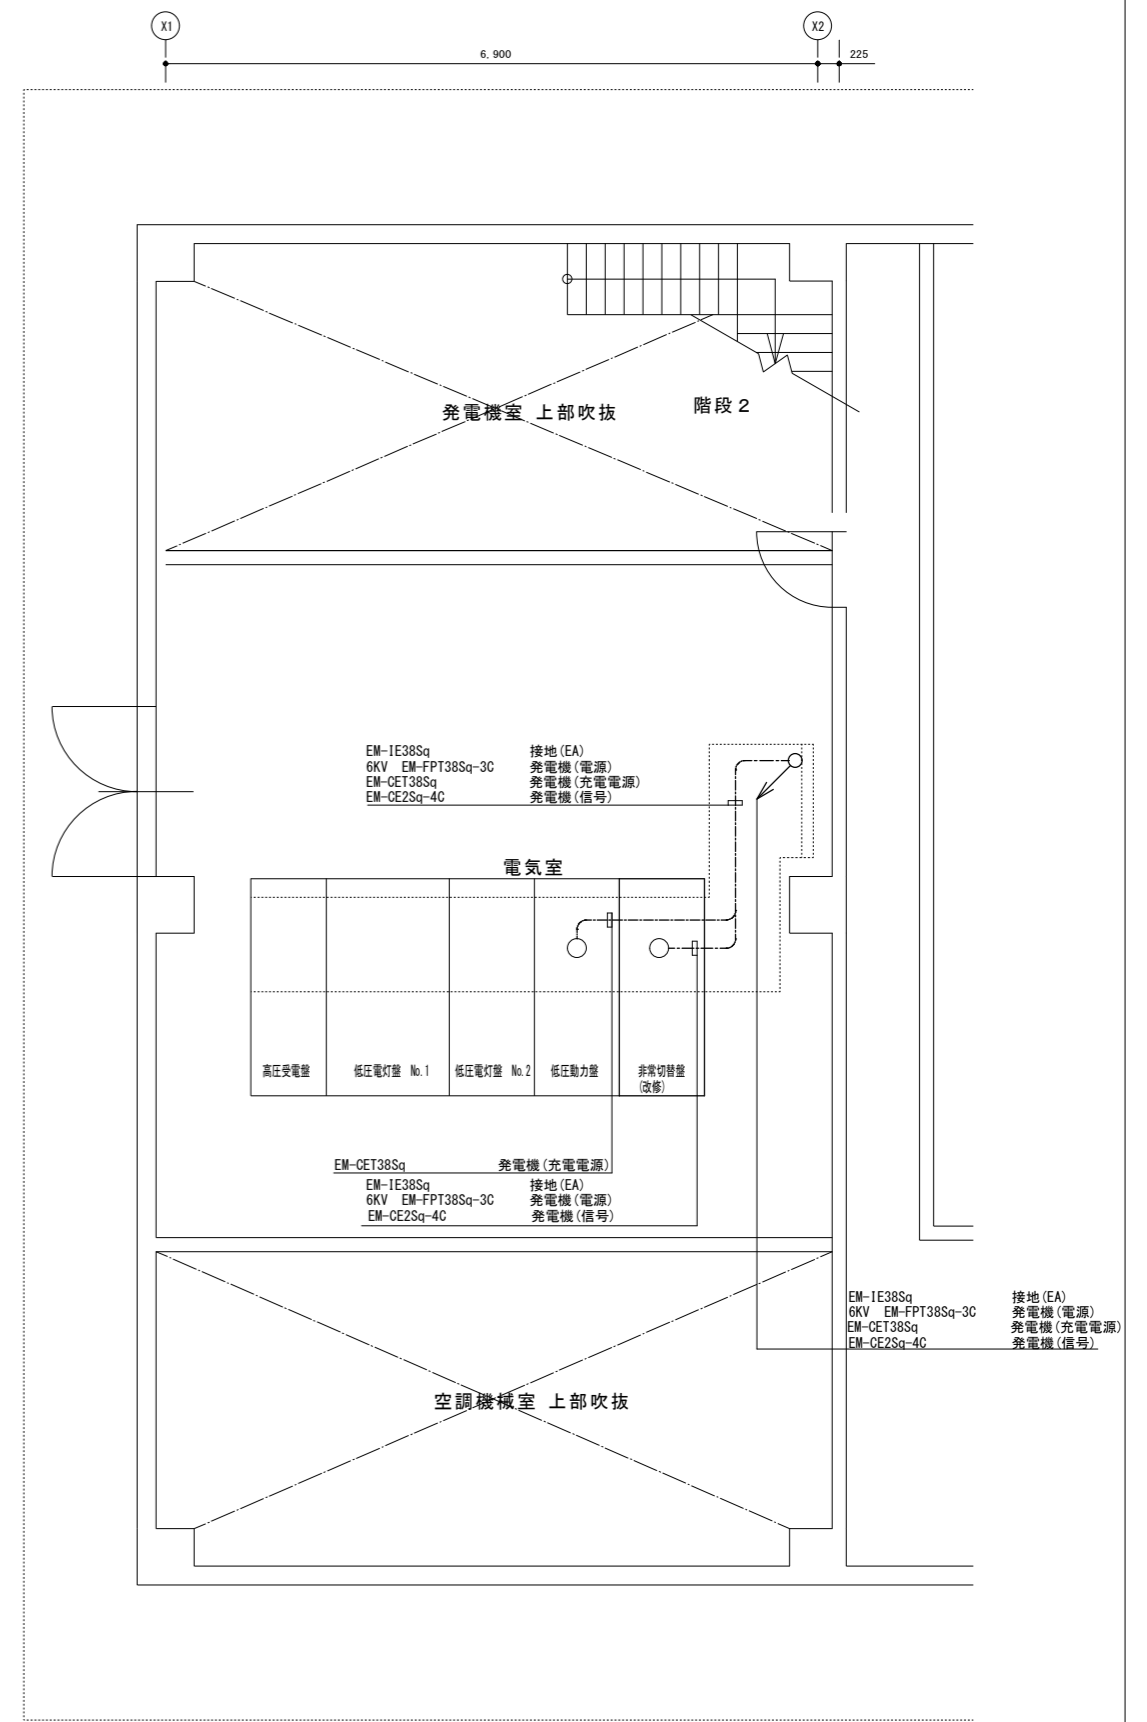 X1 X2
6,900 225
発電機室 上部吹抜 階段2
EM-IE38Sq 接地(EA)
6KV EM-FPT38Sq-3C 発電機(電源)
EM-CET38Sq 発電機(充電電源)
EM-CE2Sq-4C 発電機(信号)
電気室
高圧受電盤 低圧電灯盤 No.1 低圧電灯盤 No.2 低圧動力盤 非常切替盤
(改修)
EM-CET38Sq 発電機(充電電源)
EM-IE38Sq 接地(EA)
6KV EM-FPT38Sq-3C 発電機(電源)
EM-CE2Sq-4C 発電機(信号)
EM-IE38Sq 接地(EA)
6KV EM-FPT38Sq-3C 発電機(電源)
EM-CET38Sq 発電機(充電電源)
EM-CE2Sq-4C 発電機(信号)
空調機械室 上部吹抜